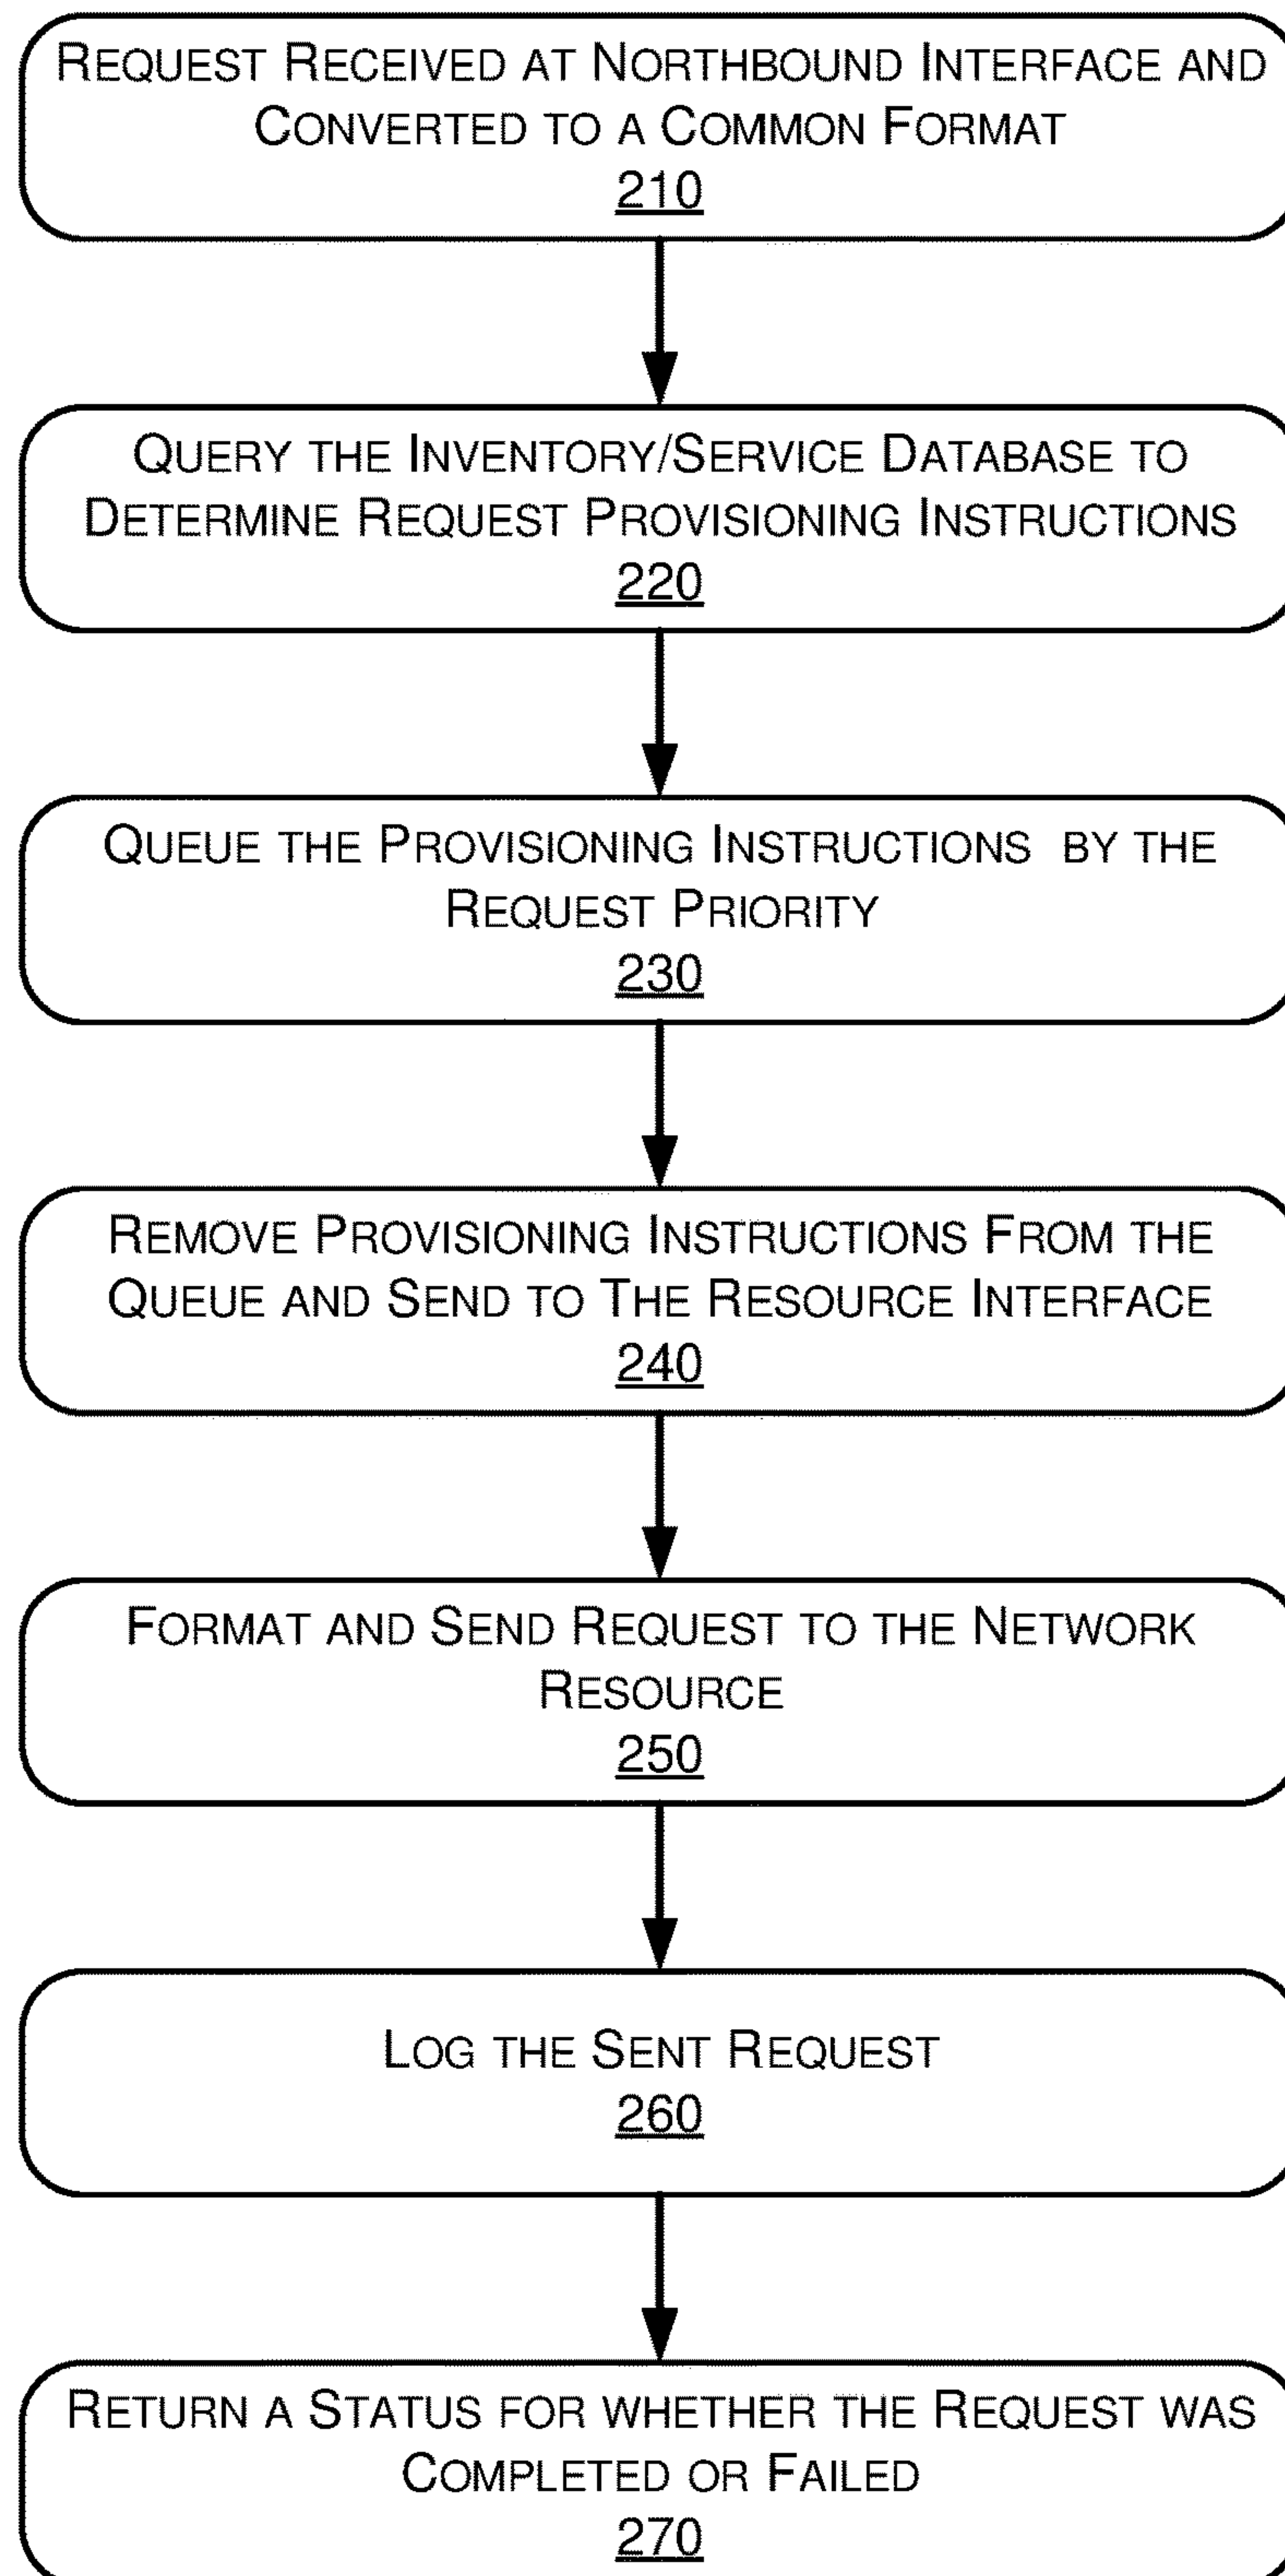 REQUEST RECEIVED AT NORTHBOUND INTERFACE AND
CONVERTED TO A COMMON FORMAT
210
QUERY THE INVENTORY/SERVICE DATABASE TO
DETERMINE REQUEST PROVISIONING INSTRUCTIONS
220
QUEUE THE PROVISIONING INSTRUCTIONS BY THE
REQUEST PRIORITY
230
REMOVE PROVISIONING INSTRUCTIONS FROM THE
QUEUE AND SEND TO THE RESOURCE INTERFACE
240
FORMAT AND SEND REQUEST TO THE NETWORK
RESOURCE
250
LOG THE SENT REQUEST
260
RETURN A STATUS FOR WHETHER THE REQUEST WAS
COMPLETED OR FAILED
270